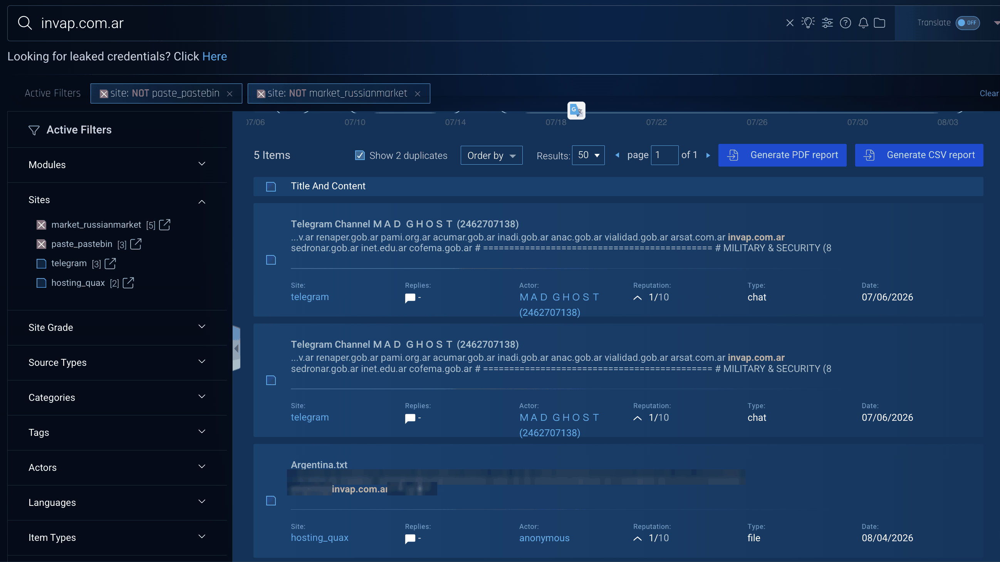 invap.com.ar
Translate OFF
Looking for leaked credentials? Click Here
Active Filters site: NOT paste_pastebin site: NOT market_russianmarket Clear
07/06 07/10 07/14 07/18 07/22 07/26 07/30 08/03
Active Filters
Modules
Sites
market_russianmarket [5]
paste_pastebin [3]
telegram [3]
hosting_quax [2]
Site Grade
Source Types
Categories
Tags
Actors
Languages
Item Types
5 Items Show 2 duplicates Order by Results: 50 page 1 of 1 Generate PDF report Generate CSV report
Title And Content
Telegram Channel M A D G H O S T (2462707138)
...v.ar renaper.gob.ar pami.org.ar acumar.gob.ar inadi.gob.ar anac.gob.ar vialidad.gob.ar arsat.com.ar invap.com.ar
sedronar.gob.ar inet.edu.ar cofema.gob.ar # ============================================ # MILITARY & SECURITY (8
Site: Replies: Actor: Reputation: Type: Date:
telegram - M A D G H O S T 1/10 chat 07/06/2026
(2462707138)
Telegram Channel M A D G H O S T (2462707138)
...v.ar renaper.gob.ar pami.org.ar acumar.gob.ar inadi.gob.ar anac.gob.ar vialidad.gob.ar arsat.com.ar invap.com.ar
sedronar.gob.ar inet.edu.ar cofema.gob.ar # ============================================ # MILITARY & SECURITY (8
Site: Replies: Actor: Reputation: Type: Date:
telegram - M A D G H O S T 1/10 chat 07/06/2026
(2462707138)
Argentina.txt
invap.com.ar
Site: Replies: Actor: Reputation: Type: Date:
hosting_quax - anonymous 1/10 file 08/04/2026